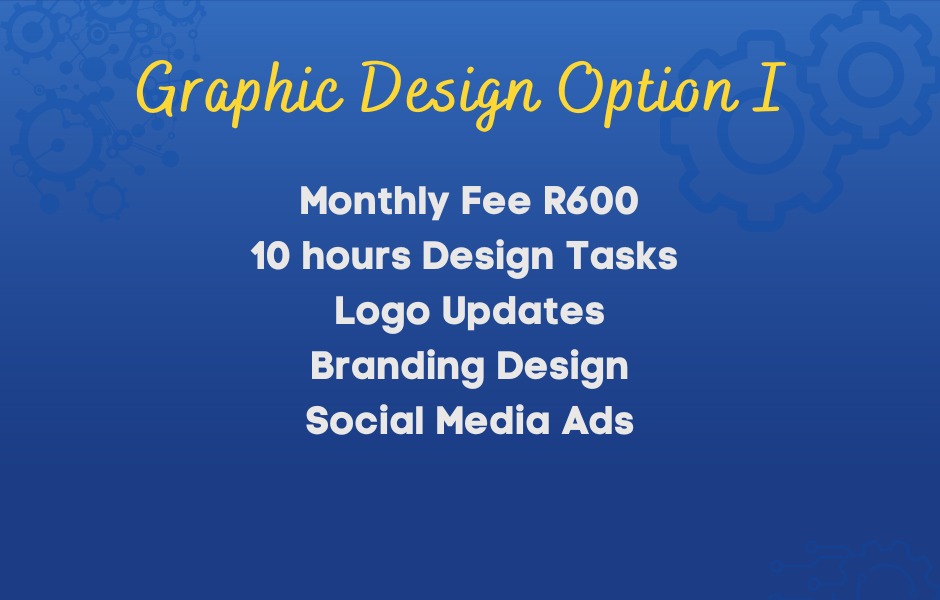 Graphic Design Option I
Monthly Fee R600
10 hours Design Tasks
Logo Updates
Branding Design
Social Media Ads